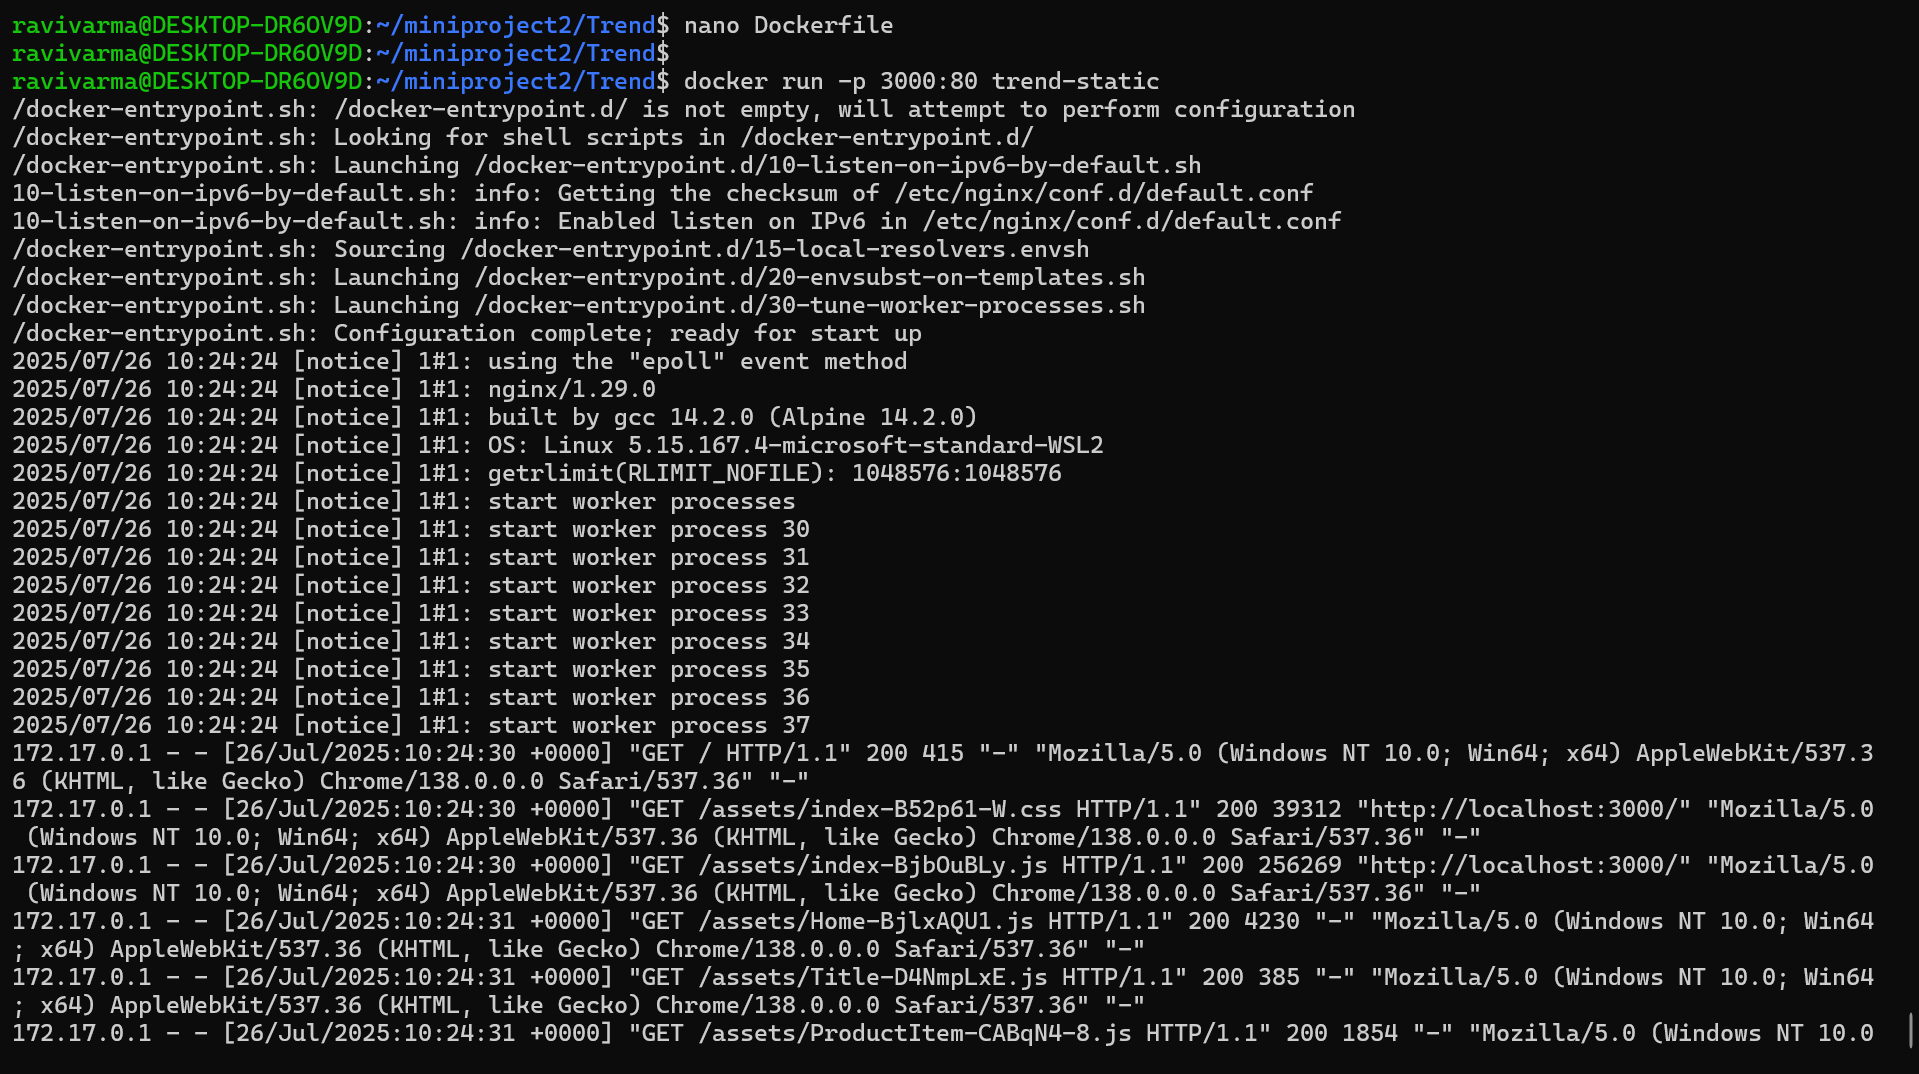 ravivarma@DESKTOP-DR6OV9D:~/miniproject2/Trend$ nano Dockerfile
ravivarma@DESKTOP-DR6OV9D:~/miniproject2/Trend$
ravivarma@DESKTOP-DR6OV9D:~/miniproject2/Trend$ docker run -p 3000:80 trend-static
/docker-entrypoint.sh: /docker-entrypoint.d/ is not empty, will attempt to perform configuration
/docker-entrypoint.sh: Looking for shell scripts in /docker-entrypoint.d/
/docker-entrypoint.sh: Launching /docker-entrypoint.d/10-listen-on-ipv6-by-default.sh
10-listen-on-ipv6-by-default.sh: info: Getting the checksum of /etc/nginx/conf.d/default.conf
10-listen-on-ipv6-by-default.sh: info: Enabled listen on IPv6 in /etc/nginx/conf.d/default.conf
/docker-entrypoint.sh: Sourcing /docker-entrypoint.d/15-local-resolvers.envsh
/docker-entrypoint.sh: Launching /docker-entrypoint.d/20-envsubst-on-templates.sh
/docker-entrypoint.sh: Launching /docker-entrypoint.d/30-tune-worker-processes.sh
/docker-entrypoint.sh: Configuration complete; ready for start up
2025/07/26 10:24:24 [notice] 1#1: using the "epoll" event method
2025/07/26 10:24:24 [notice] 1#1: nginx/1.29.0
2025/07/26 10:24:24 [notice] 1#1: built by gcc 14.2.0 (Alpine 14.2.0)
2025/07/26 10:24:24 [notice] 1#1: OS: Linux 5.15.167.4-microsoft-standard-WSL2
2025/07/26 10:24:24 [notice] 1#1: getrlimit(RLIMIT_NOFILE): 1048576:1048576
2025/07/26 10:24:24 [notice] 1#1: start worker processes
2025/07/26 10:24:24 [notice] 1#1: start worker process 30
2025/07/26 10:24:24 [notice] 1#1: start worker process 31
2025/07/26 10:24:24 [notice] 1#1: start worker process 32
2025/07/26 10:24:24 [notice] 1#1: start worker process 33
2025/07/26 10:24:24 [notice] 1#1: start worker process 34
2025/07/26 10:24:24 [notice] 1#1: start worker process 35
2025/07/26 10:24:24 [notice] 1#1: start worker process 36
2025/07/26 10:24:24 [notice] 1#1: start worker process 37
172.17.0.1 - - [26/Jul/2025:10:24:30 +0000] "GET / HTTP/1.1" 200 415 "-" "Mozilla/5.0 (Windows NT 10.0; Win64; x64) AppleWebKit/537.3
6 (KHTML, like Gecko) Chrome/138.0.0.0 Safari/537.36" "-"
172.17.0.1 - - [26/Jul/2025:10:24:30 +0000] "GET /assets/index-B52p61-W.css HTTP/1.1" 200 39312 "http://localhost:3000/" "Mozilla/5.0
 (Windows NT 10.0; Win64; x64) AppleWebKit/537.36 (KHTML, like Gecko) Chrome/138.0.0.0 Safari/537.36" "-"
172.17.0.1 - - [26/Jul/2025:10:24:30 +0000] "GET /assets/index-BjbOuBLy.js HTTP/1.1" 200 256269 "http://localhost:3000/" "Mozilla/5.0
 (Windows NT 10.0; Win64; x64) AppleWebKit/537.36 (KHTML, like Gecko) Chrome/138.0.0.0 Safari/537.36" "-"
172.17.0.1 - - [26/Jul/2025:10:24:31 +0000] "GET /assets/Home-BjlxAQU1.js HTTP/1.1" 200 4230 "-" "Mozilla/5.0 (Windows NT 10.0; Win64
; x64) AppleWebKit/537.36 (KHTML, like Gecko) Chrome/138.0.0.0 Safari/537.36" "-"
172.17.0.1 - - [26/Jul/2025:10:24:31 +0000] "GET /assets/Title-D4NmpLxE.js HTTP/1.1" 200 385 "-" "Mozilla/5.0 (Windows NT 10.0; Win64
; x64) AppleWebKit/537.36 (KHTML, like Gecko) Chrome/138.0.0.0 Safari/537.36" "-"
172.17.0.1 - - [26/Jul/2025:10:24:31 +0000] "GET /assets/ProductItem-CABqN4-8.js HTTP/1.1" 200 1854 "-" "Mozilla/5.0 (Windows NT 10.0